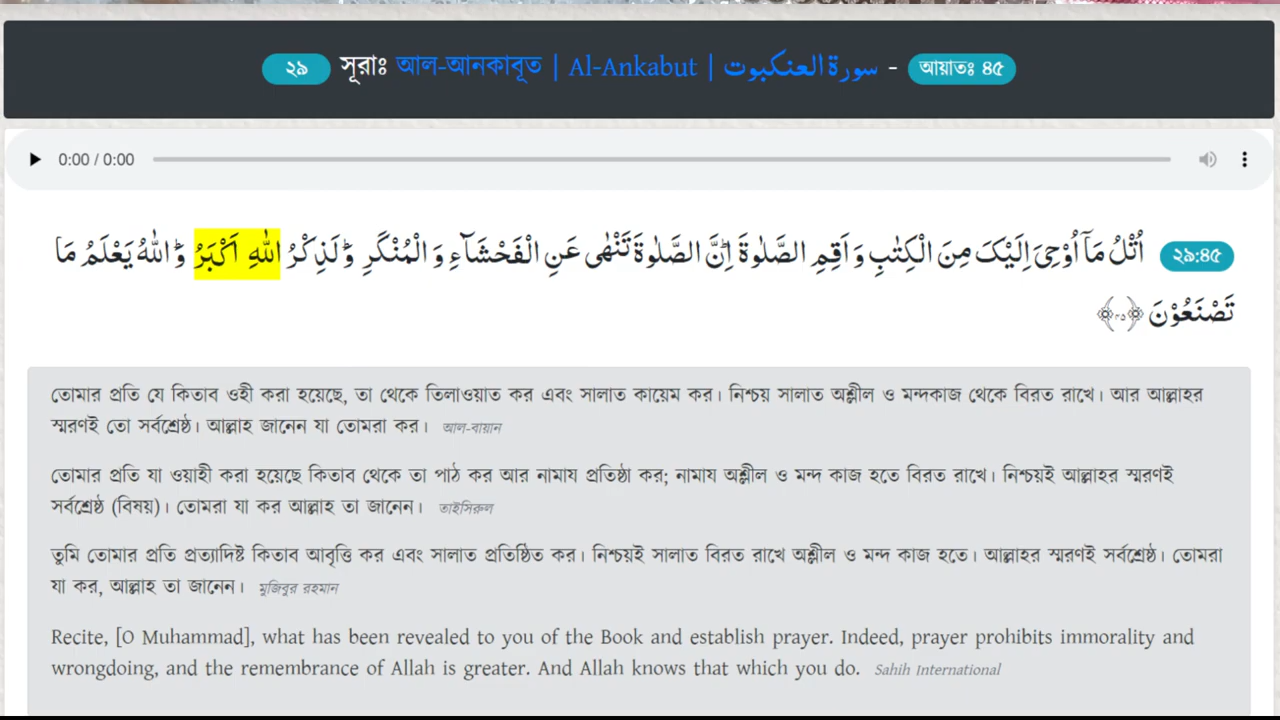 ২৯ সূরাঃ আল-আনকাবূত | Al-Ankabut | سورة العنكبوت - আয়াতঃ ৪৫
0:00 / 0:00
২৯:৪৫ اُتْلُ مَاۤ اُوْحِیَ اِلَیْکَ مِنَ الْکِتٰبِ وَ اَقِمِ الصَّلٰوۃَ ؕ اِنَّ الصَّلٰوۃَ تَنْهٰی عَنِ الْفَحْشَآءِ وَ الْمُنْکَرِ ؕ وَ لَذِکْرُ اللّٰهِ اَکْبَرُ ؕ وَ اللّٰهُ یَعْلَمُ مَا
تَصْنَعُوْنَ ﴿۴۵﴾
তোমার প্রতি যে কিতাব ওহী করা হয়েছে, তা থেকে তিলাওয়াত কর এবং সালাত কায়েম কর। নিশ্চয় সালাত অশ্লীল ও মন্দকাজ থেকে বিরত রাখে। আর আল্লাহর
স্মরণই তো সর্বশ্রেষ্ঠ। আল্লাহ জানেন যা তোমরা কর। আল-বায়ান
তোমার প্রতি যা ওয়াহী করা হয়েছে কিতাব থেকে তা পাঠ কর আর নামায প্রতিষ্ঠা কর; নামায অশ্লীল ও মন্দ কাজ হতে বিরত রাখে। নিশ্চয়ই আল্লাহর স্মরণই
সর্বশ্রেষ্ঠ (বিষয়)। তোমরা যা কর আল্লাহ তা জানেন। তাইসিরুল
তুমি তোমার প্রতি প্রত্যাদিষ্ট কিতাব আবৃত্তি কর এবং সালাত প্রতিষ্ঠিত কর। নিশ্চয়ই সালাত বিরত রাখে অশ্লীল ও মন্দ কাজ হতে। আল্লাহর স্মরণই সর্বশ্রেষ্ঠ। তোমরা
যা কর, আল্লাহ তা জানেন। মুজিবুর রহমান
Recite, [O Muhammad], what has been revealed to you of the Book and establish prayer. Indeed, prayer prohibits immorality and
wrongdoing, and the remembrance of Allah is greater. And Allah knows that which you do. Sahih International